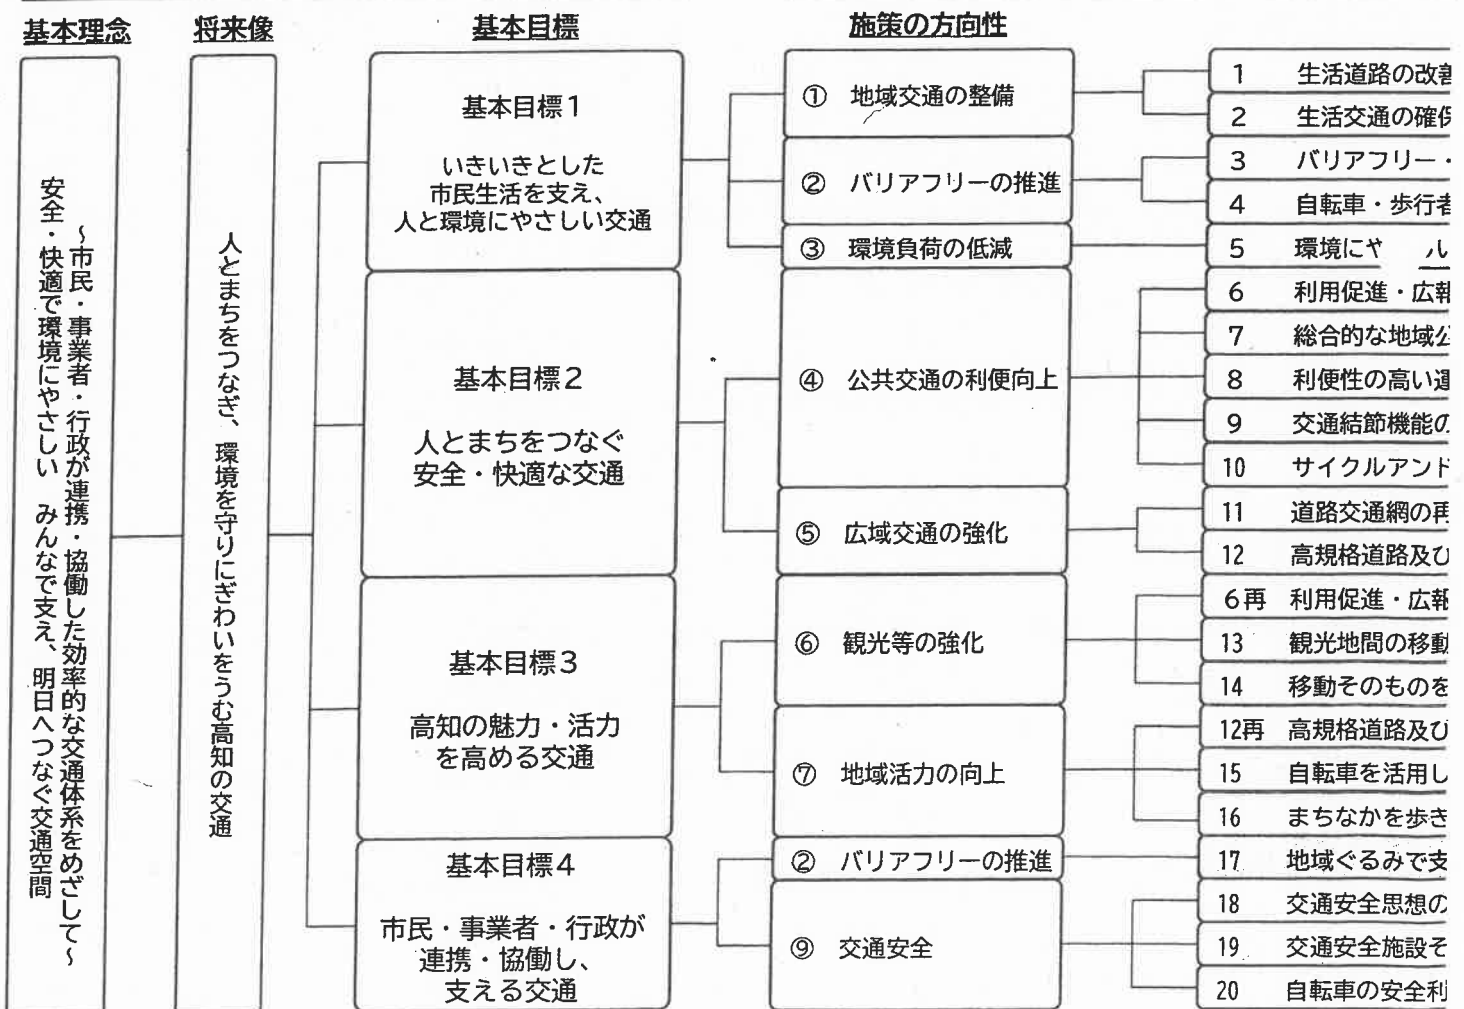 基本理念
将来像
基本目標
施策の方向性
安全・快適で環境にやさしい　みんなで支え、明日へつなぐ交通空間
～市民・事業者・行政が連携・協働した効率的な交通体系をめざして～
人とまちをつなぎ、環境を守りにぎわいをうむ高知の交通
基本目標1
いきいきとした
市民生活を支え、
人と環境にやさしい交通
基本目標2
人とまちをつなぐ
安全・快適な交通
基本目標3
高知の魅力・活力
を高める交通
基本目標4
市民・事業者・行政が
連携・協働し、
支える交通
① 地域交通の整備
② バリアフリーの推進
③ 環境負荷の低減
④ 公共交通の利便向上
⑤ 広域交通の強化
⑥ 観光等の強化
⑦ 地域活力の向上
② バリアフリーの推進
⑨ 交通安全
1 生活道路の改善
2 生活交通の確保
3 バリアフリー・
4 自転車・歩行者
5 環境にや
6 利用促進・広報
7 総合的な地域公
8 利便性の高い運
9 交通結節機能の
10 サイクルアンド
11 道路交通網の再
12 高規格道路及び
6再 利用促進・広報
13 観光地間の移動
14 移動そのものを
12再 高規格道路及び
15 自転車を活用し
16 まちなかを歩き
17 地域ぐるみで支
18 交通安全思想の
19 交通安全施設そ
20 自転車の安全利